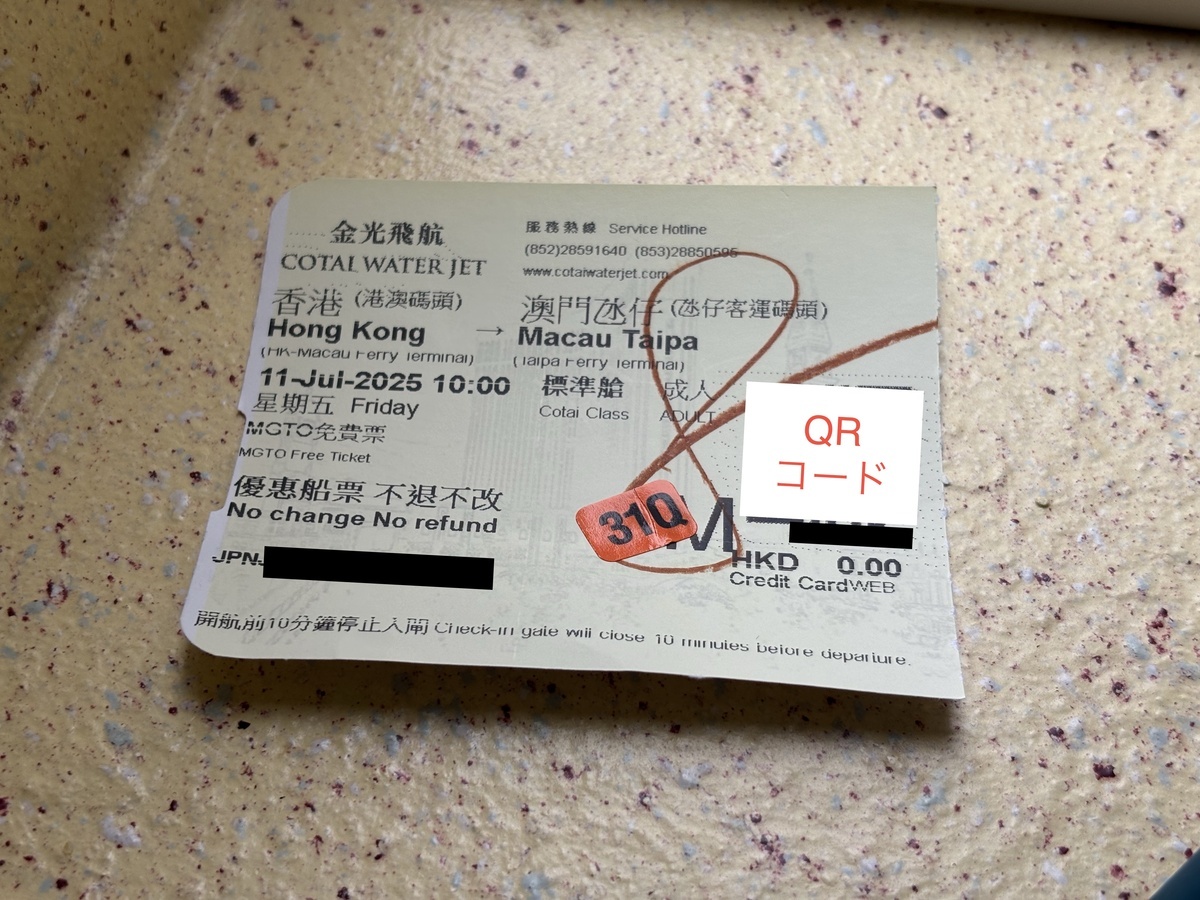 金光飛航
COTAI WATER JET
服務熱線 Service Hotline
(852)28591640 (853)28850595
www.cotaiwaterjet.com
香港 (港澳碼頭)
Hong Kong
(HK-Macau Ferry Terminal)
→
澳門氹仔 (氹仔客運碼頭)
Macau Taipa
(Taipa Ferry Terminal)
11-Jul-2025 10:00
星期五 Friday
標準艙 成人
Cotai Class ADULT
MGTO免費票
MGTO Free Ticket
優惠船票 不退不改
No change No refund
QR
コード
31Q
M
JPN
HKD 0.00
Credit CardWEB
開航前10分鐘停止入閘 Check-in gate will close 10 minutes before departure.